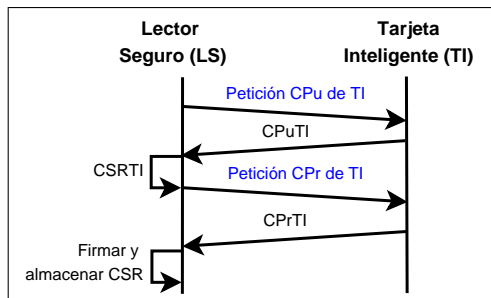 Lector
Seguro (LS)
Tarjeta
Inteligente (TI)
Petición CPu de TI
CPuTI
CSRTI
Petición CPr de TI
CPrTI
Firmar y
almacenar CSR